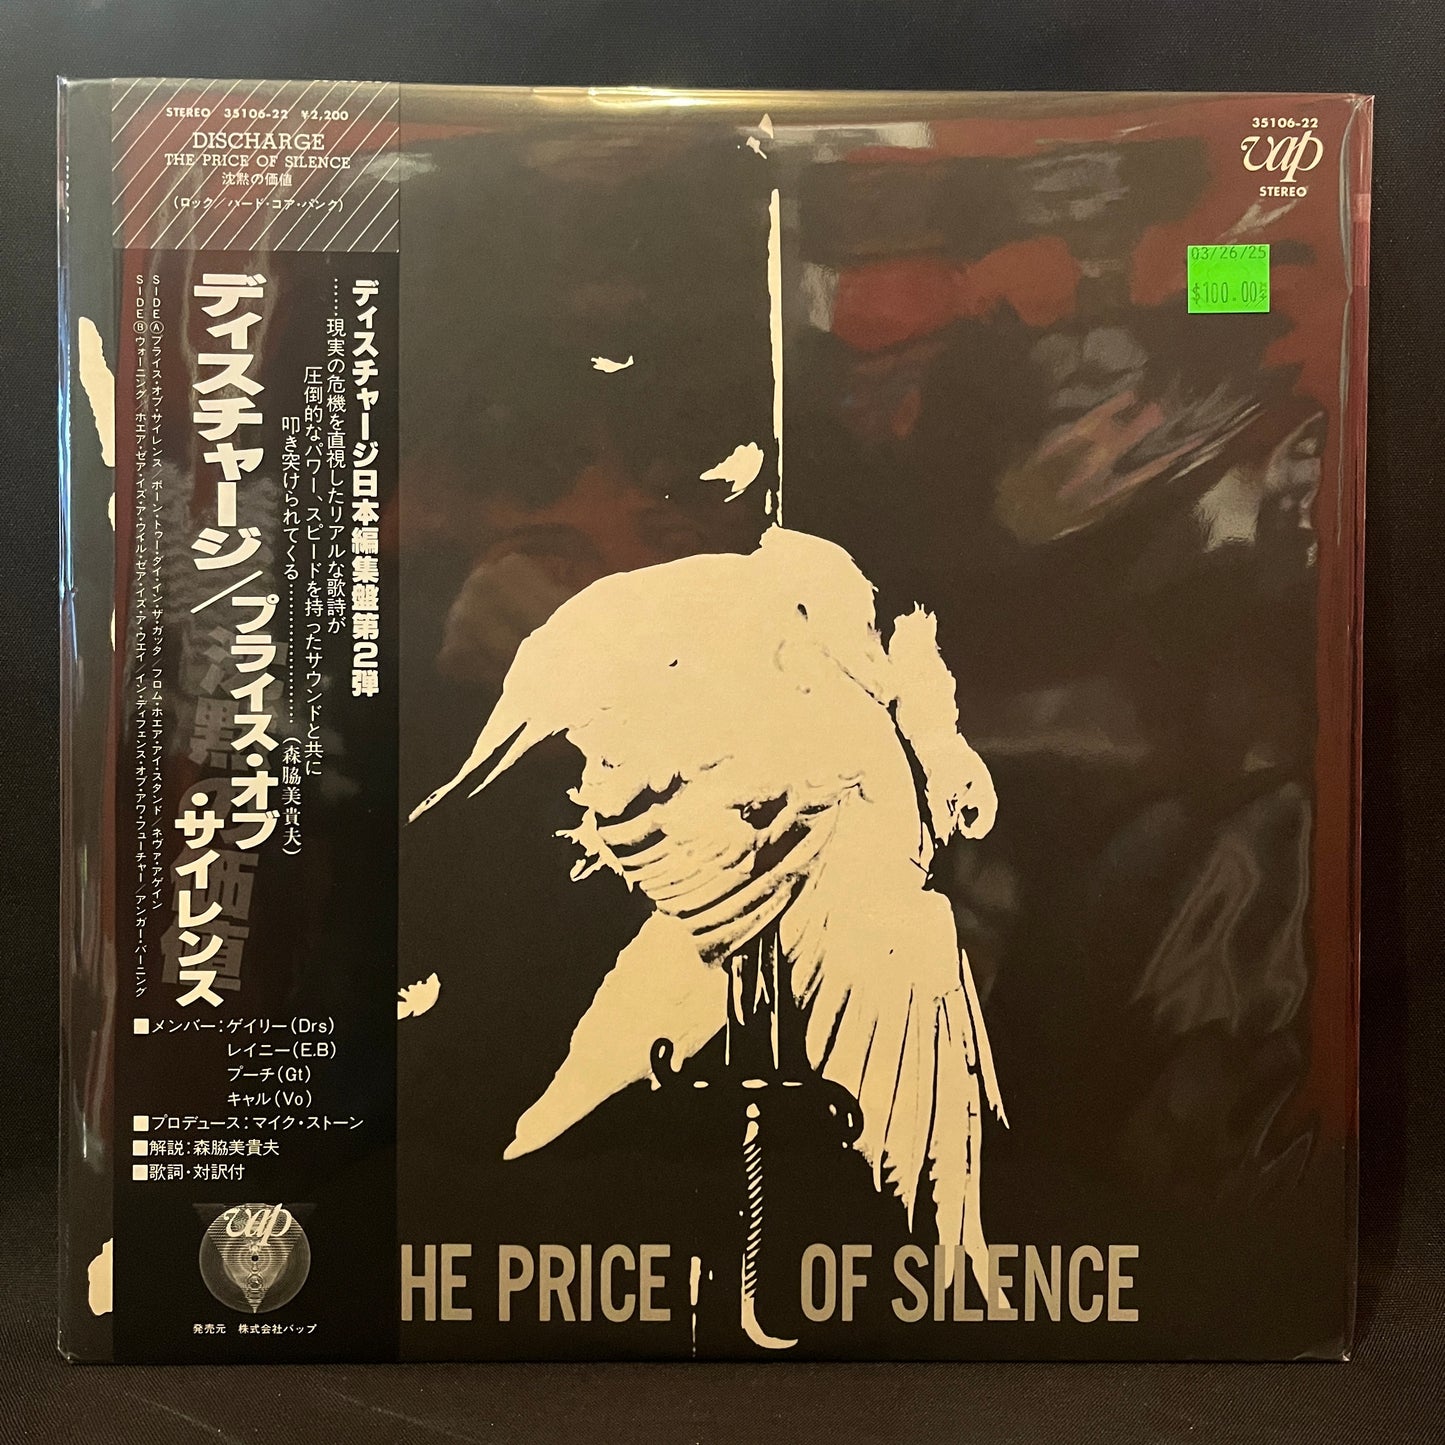 STEREO 35106-22 ¥2,200
DISCHARGE
THE PRICE OF SILENCE
沈黙の価値
(ロック/ハード・コア・パンク)
ディスチャージ日本編集盤第2弾
……現実の危機を直視したリアルな歌詩が
圧倒的なパワー、スピードを持ったサウンドと共に
叩き突けられてくる…………………(森脇美貴夫)
ディスチャージ/プライス・オブ
・サイレンス
沈黙の価値
SIDE Ⓐ プライス・オブ・サイレンス/ボーン・トゥー・ダイ・イン・ザ・ガッタ/フロム・ホエア・アイ・スタンド/ネヴァ・アゲイン
SIDE Ⓑ ウォーニング/ホエア・ゼア・イズ・ア・ウィル・ゼア・イズ・ア・ウエイ/イン・ディフェンス・オブ・アワ・フューチャー/アンガー・バーニング
■メンバー:ゲイリー(Drs)
レイニー(E.B)
プーチ(Gt)
キャル(Vo)
■プロデュース:マイク・ストーン
■解説:森脇美貴夫
■歌詞・対訳付
vap
発売元 株式会社バップ
35106-22
vap
STEREO
03/26/25
$100.00
HE PRICE OF SILENCE